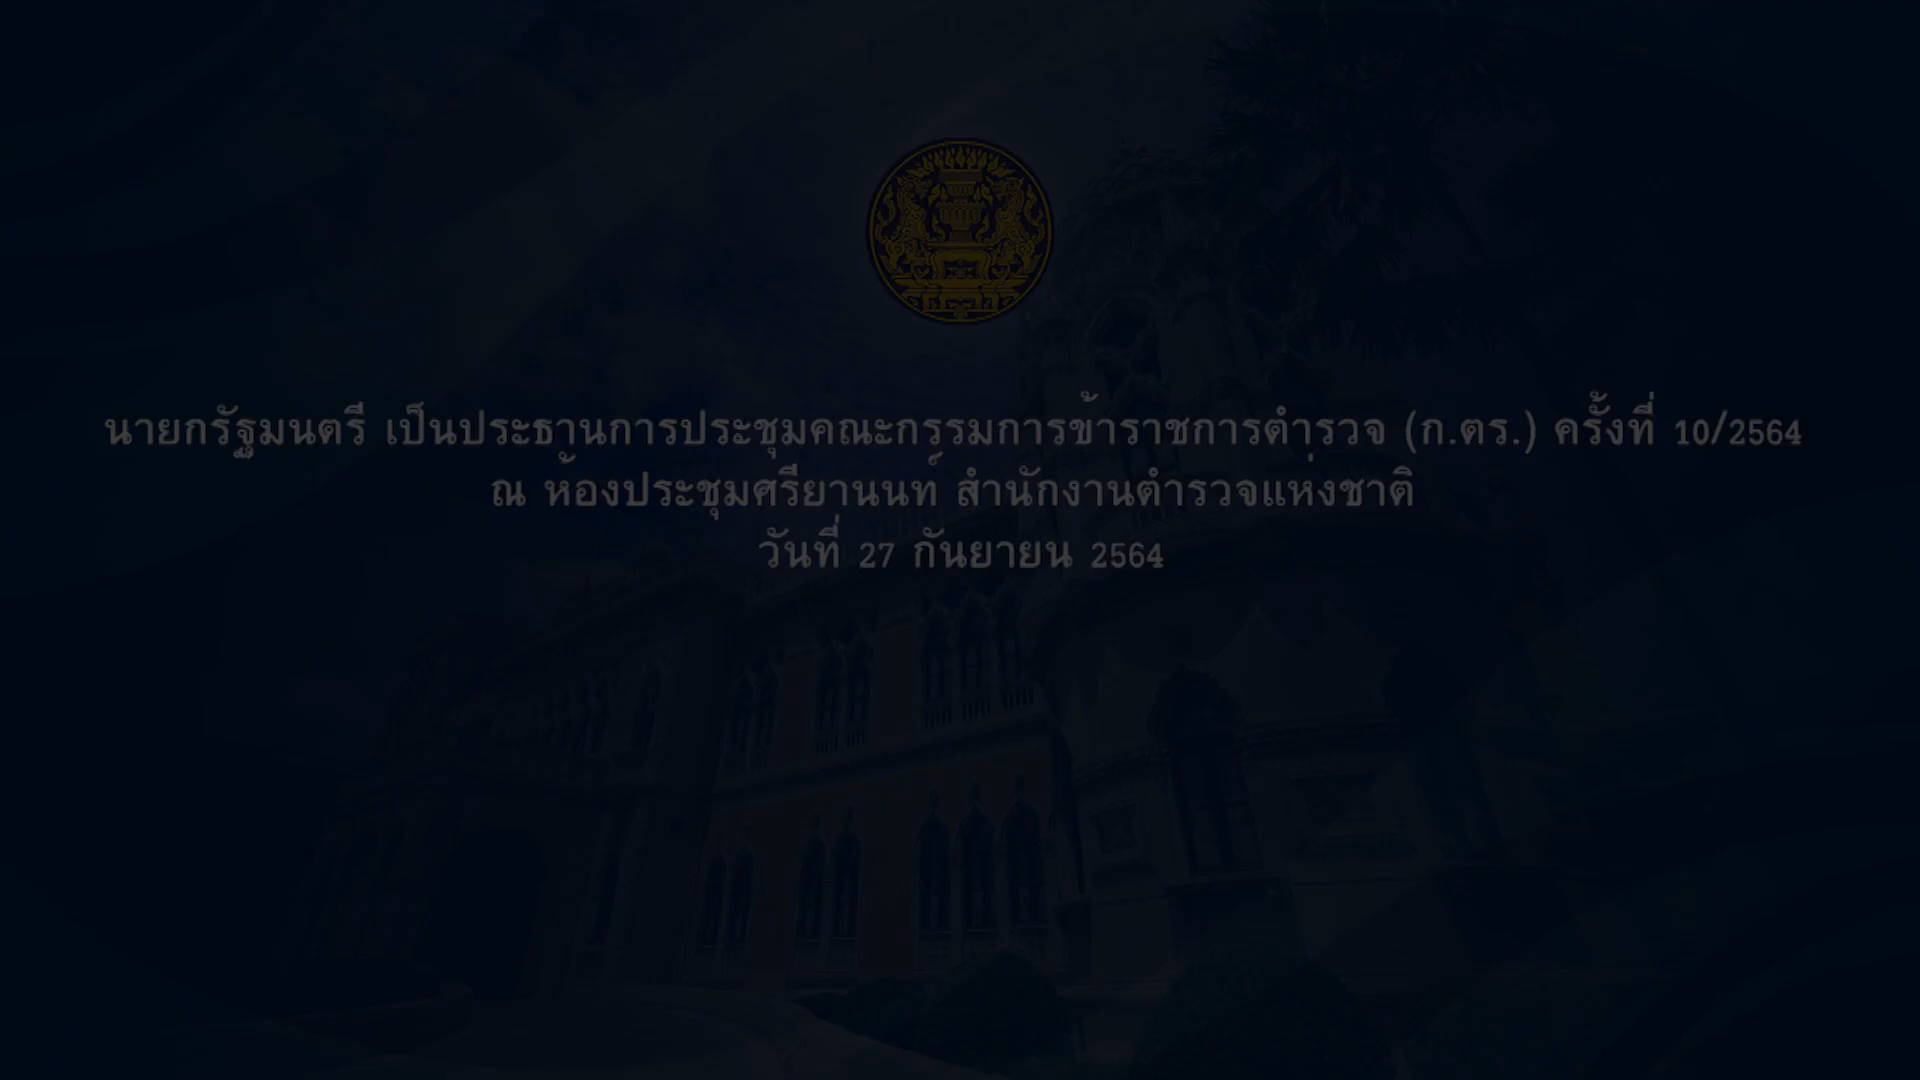 นายกรัฐมนตรี เป็นประธานการประชุมคณะกรรมการข้าราชการตำรวจ (ก.ตร.) ครั้งที่ 10/2564
ณ ห้องประชุมศรียานนท์ สำนักงานตำรวจแห่งชาติ
วันที่ 27 กันยายน 2564